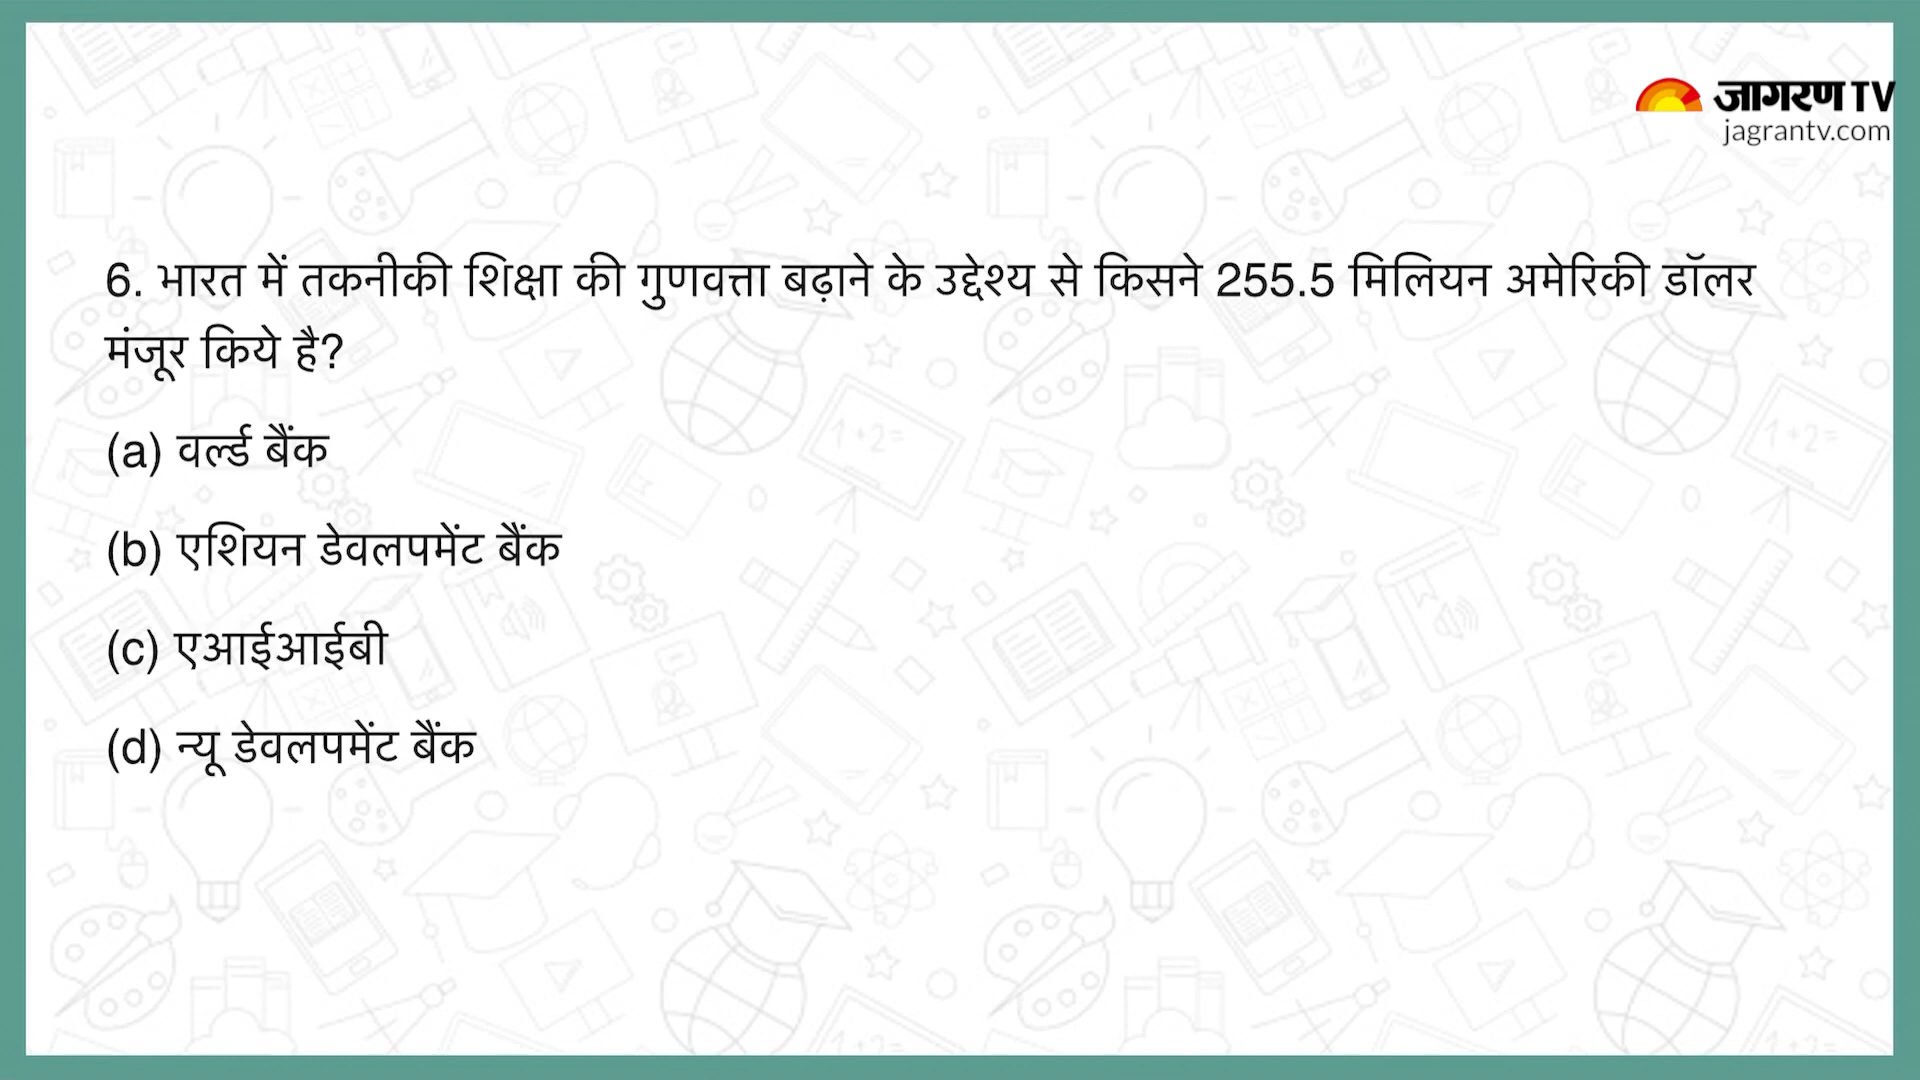 जागरण TV
jagrantv.com
6. भारत में तकनीकी शिक्षा की गुणवत्ता बढ़ाने के उद्देश्य से किसने 255.5 मिलियन अमेरिकी डॉलर
मंजूर किये है?
(a) वर्ल्ड बैंक
(b) एशियन डेवलपमेंट बैंक
(c) एआईआईबी
(d) न्यू डेवलपमेंट बैंक